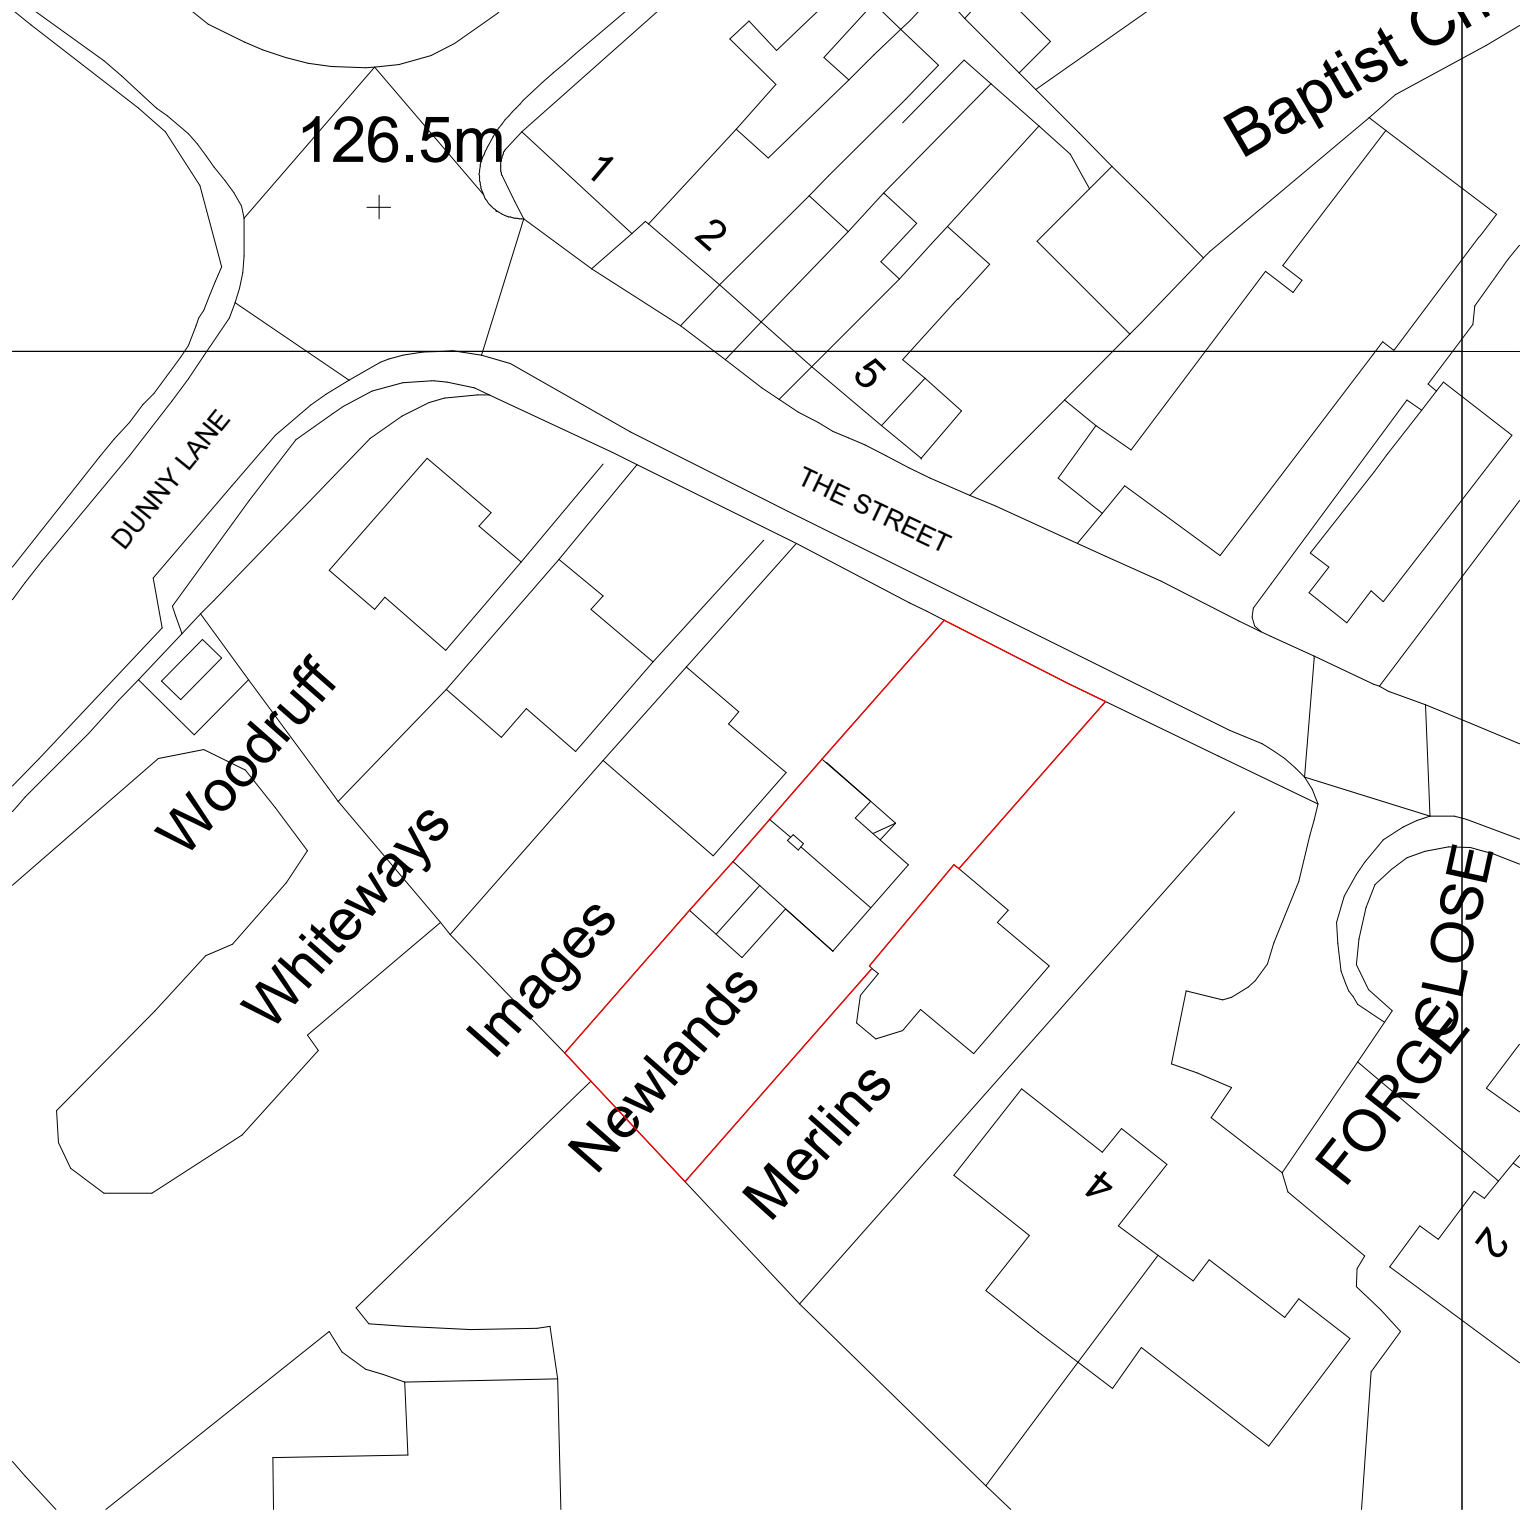 Baptist Ch
126.5m
1
2
5
DUNNY LANE
THE STREET
Woodruff
Whiteways
Images
Newlands
Merlins
FORGE CLOSE
4
2